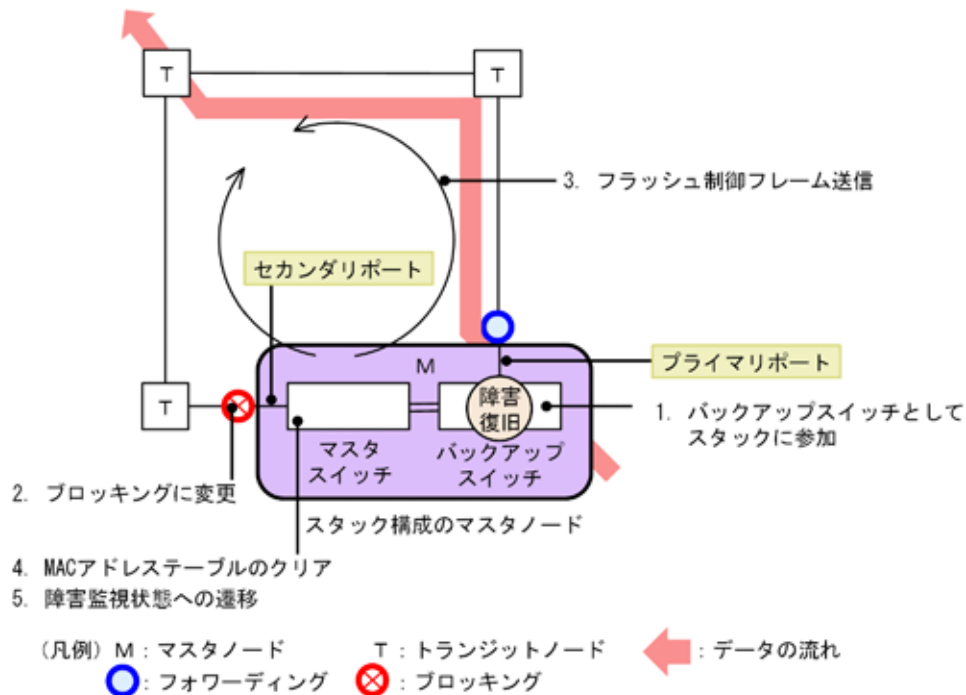 T
T
3. フラッシュ制御フレーム送信
セカンダリポート
M
プライマリポート
T
障害
復旧
1. バックアップスイッチとして
スタックに参加
マスタ
スイッチ
バックアップ
スイッチ
2. ブロッキングに変更
スタック構成のマスタノード
4. MACアドレステーブルのクリア
5. 障害監視状態への遷移
(凡例) M : マスタノード T : トランジットノード : データの流れ
: フォワーディング : ブロッキング